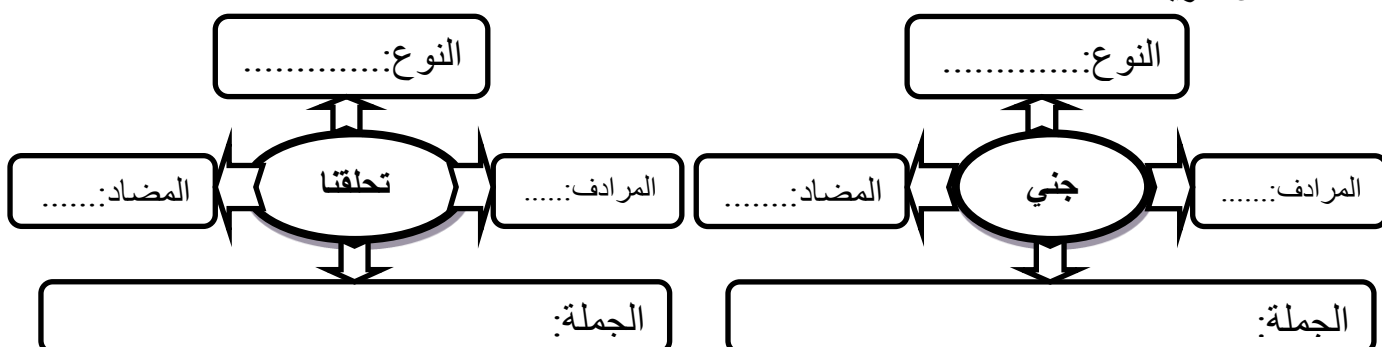 النوع:..............
النوع:..............
المرادف:.......
جني
المضاد:.......
المرادف:......
تحلقنا
المضاد:.......
الجملة:
الجملة: